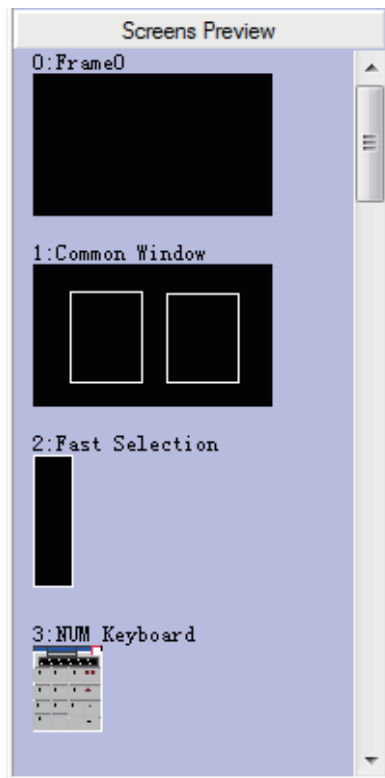 Screens Preview
0:Frame0
1:Common Window
2:Fast Selection
3:NUM Keyboard